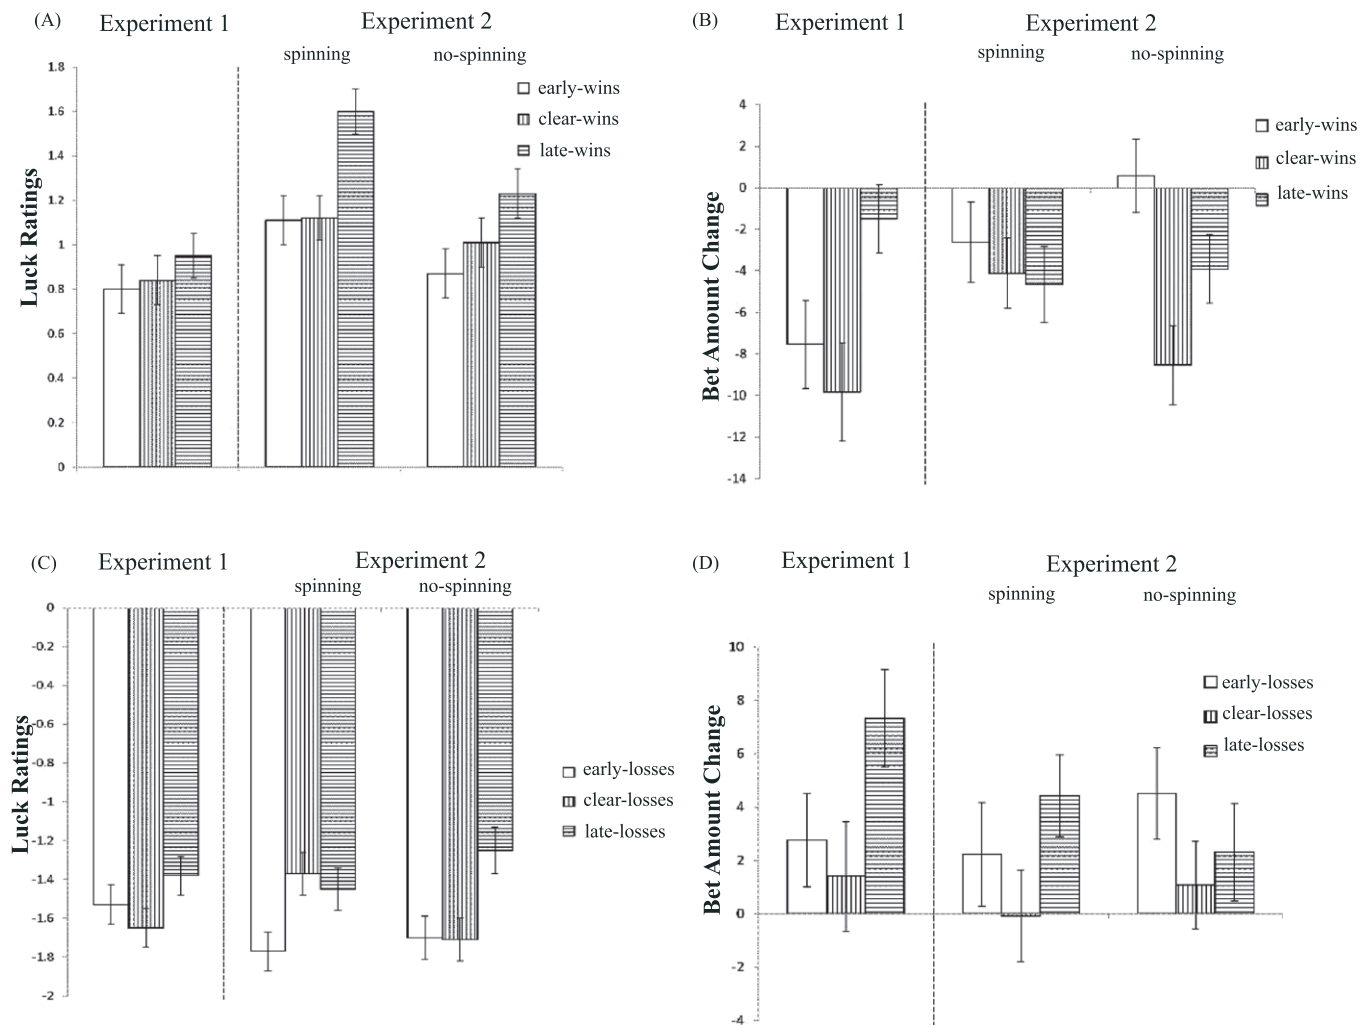 (A) Experiment 1 Experiment 2
spinning no-spinning
1.8
1.6
1.4
1.2
1
0.8
0.6
0.4
0.2
0
Luck Ratings
early-wins
clear-wins
late-wins
(B) Experiment 1 Experiment 2
spinning no-spinning
4
2
0
-2
-4
-6
-8
-10
-12
-14
Bet Amount Change
early-wins
clear-wins
late-wins
(C) Experiment 1 Experiment 2
spinning no-spinning
0
-0.2
-0.4
-0.6
-0.8
-1
-1.2
-1.4
-1.6
-1.8
-2
Luck Ratings
early-losses
clear-losses
late-losses
(D) Experiment 1 Experiment 2
spinning no-spinning
10
8
6
4
2
0
-2
-4
Bet Amount Change
early-losses
clear-losses
late-losses